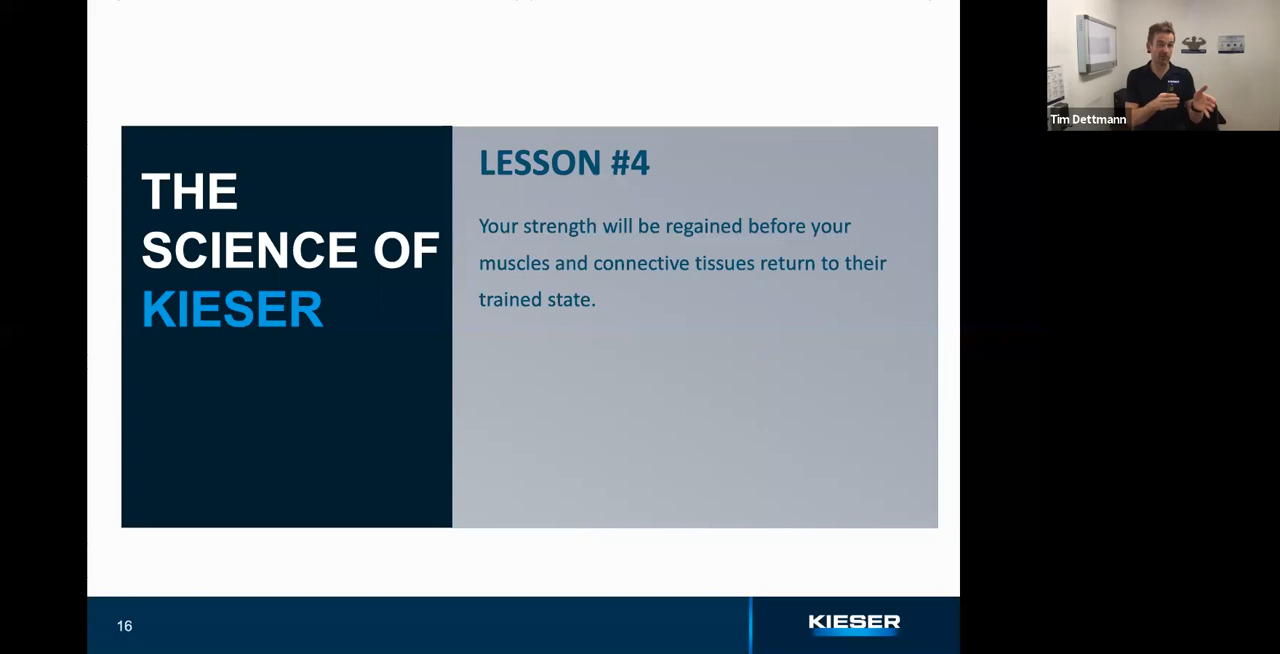 THE
SCIENCE OF
KIESER
LESSON #4
Your strength will be regained before your
muscles and connective tissues return to their
trained state.
16
KIESER
Tim Dettmann